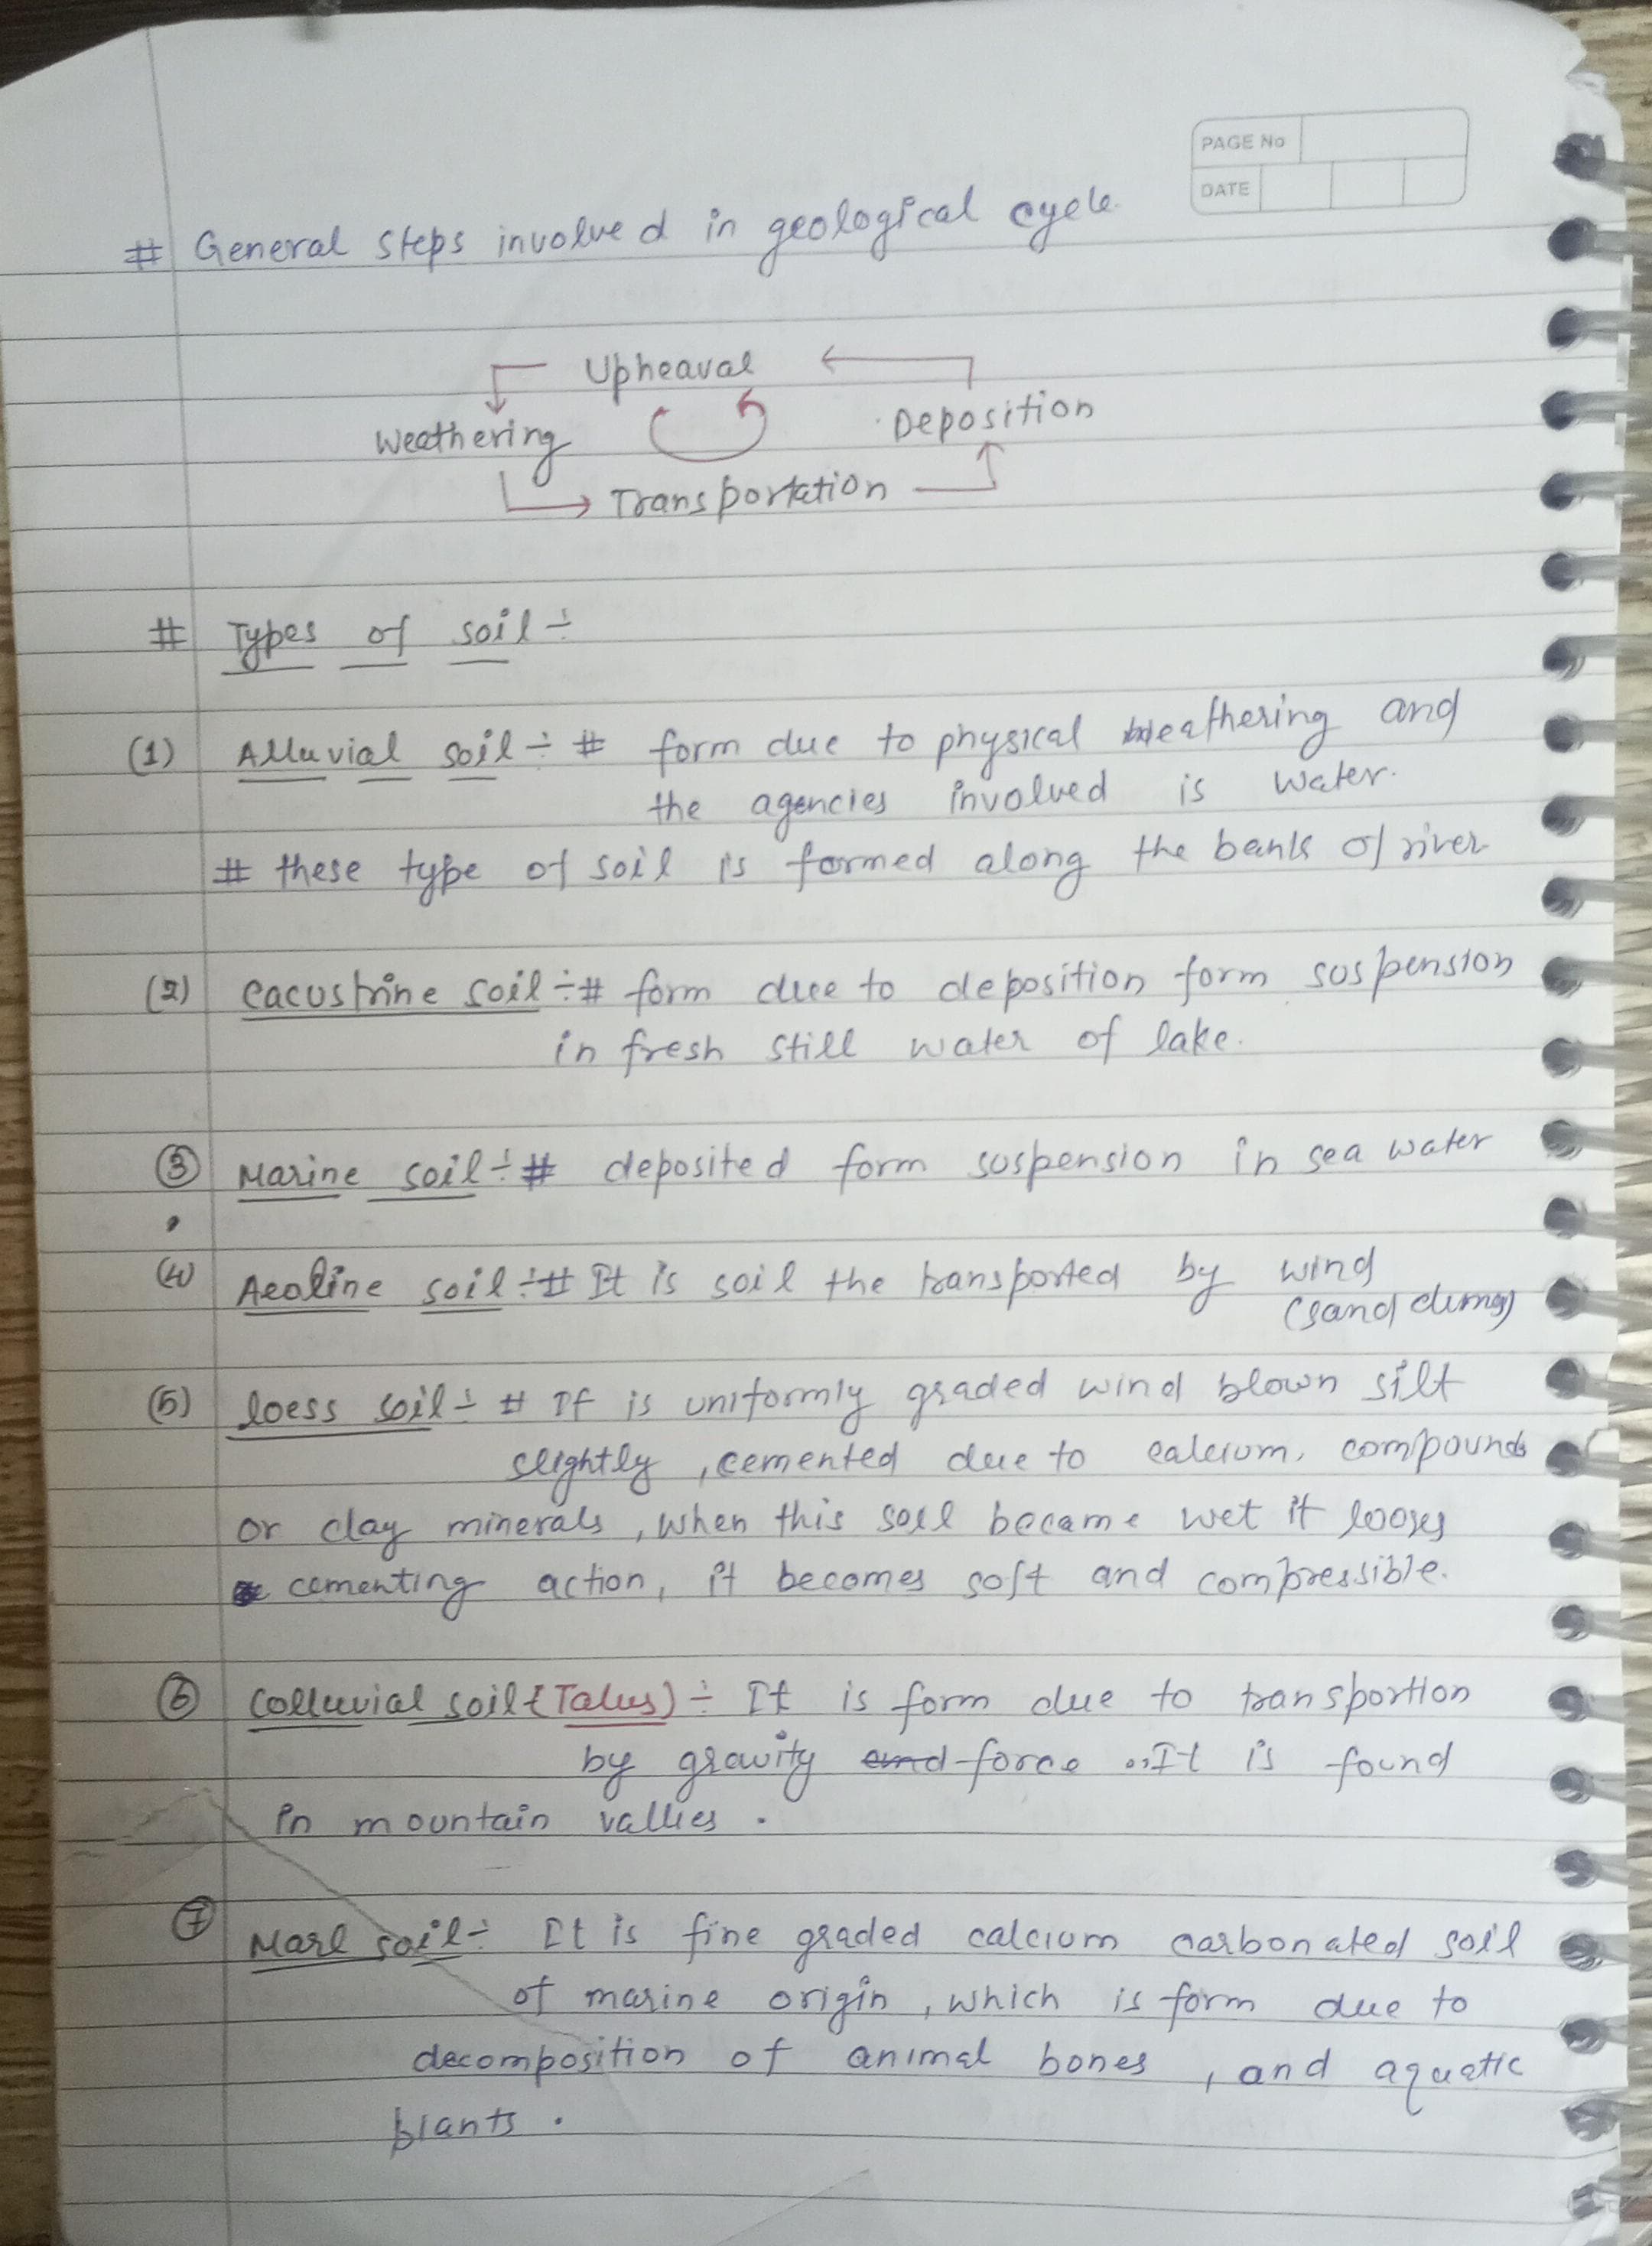 PAGE No
DATE
# General steps involved in geological cycle.
Upheaval
Weathering
Deposition
Transportation
# Types of soil ÷
(1) Alluvial soil ÷ # form due to physical weathering and
the agencies involved is water.
# these type of soil is formed along the banks of river
(2) Cacustrine soil ÷ # form due to deposition form suspension
in fresh still water of lake.
③ Marine soil ÷ # deposited form suspension in sea water
(4) Aeoline soil ÷ # It is soil the transported by wind
(sand
(5) loess soil ÷ # It is uniformly graded wind blown silt
slightly, cemented due to calcium, compounds
or clay minerals, when this soil became wet it looses
cementing action, it becomes soft and compressible.
⑥ Colluvial soil (Talus) ÷ It is form due to transportion
by gravity force. It is found
in mountain vallies.
⑦ Marl soil ÷ It is fine graded calcium carbonated soil
of marine origin, which is form due to
decomposition of animal bones, and aquatic
plants.